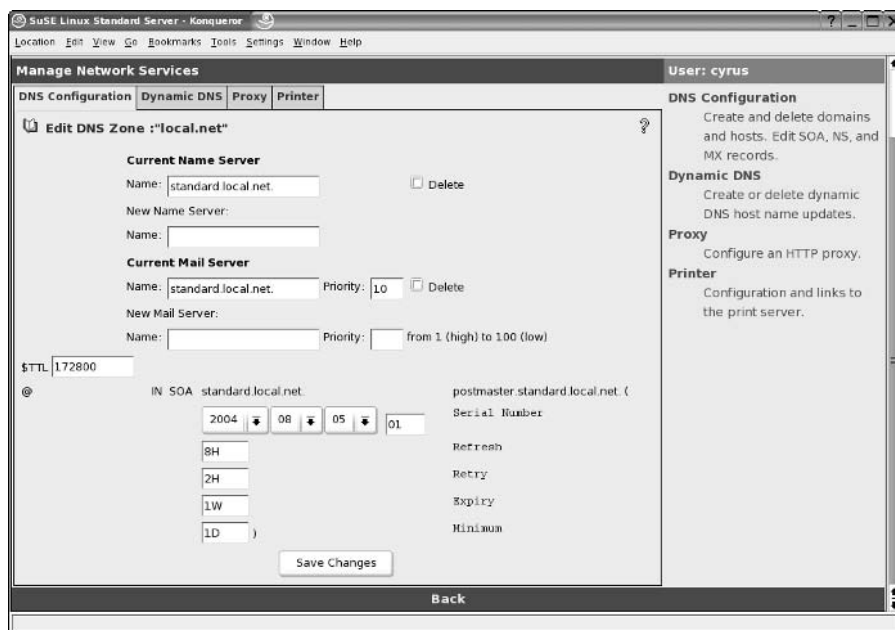 SuSE Linux Standard Server - Konqueror
Location Edit View Go Bookmarks Tools Settings Window Help
Manage Network Services
DNS Configuration Dynamic DNS Proxy Printer
Edit DNS Zone :"local.net"
Current Name Server
Name: standard.local.net. Delete
New Name Server:
Name:
Current Mail Server
Name: standard.local.net. Priority: 10 Delete
New Mail Server:
Name: Priority: from 1 (high) to 100 (low)
$TTL 172800
@ IN SOA standard.local.net. postmaster.standard.local.net. (
2004 08 05 01 Serial Number
8H Refresh
2H Retry
1W Expiry
1D ) Minimum
Save Changes
User: cyrus
DNS Configuration
Create and delete domains
and hosts. Edit SOA, NS, and
MX records.
Dynamic DNS
Create or delete dynamic
DNS host name updates.
Proxy
Configure an HTTP proxy.
Printer
Configuration and links to
the print server.
Back